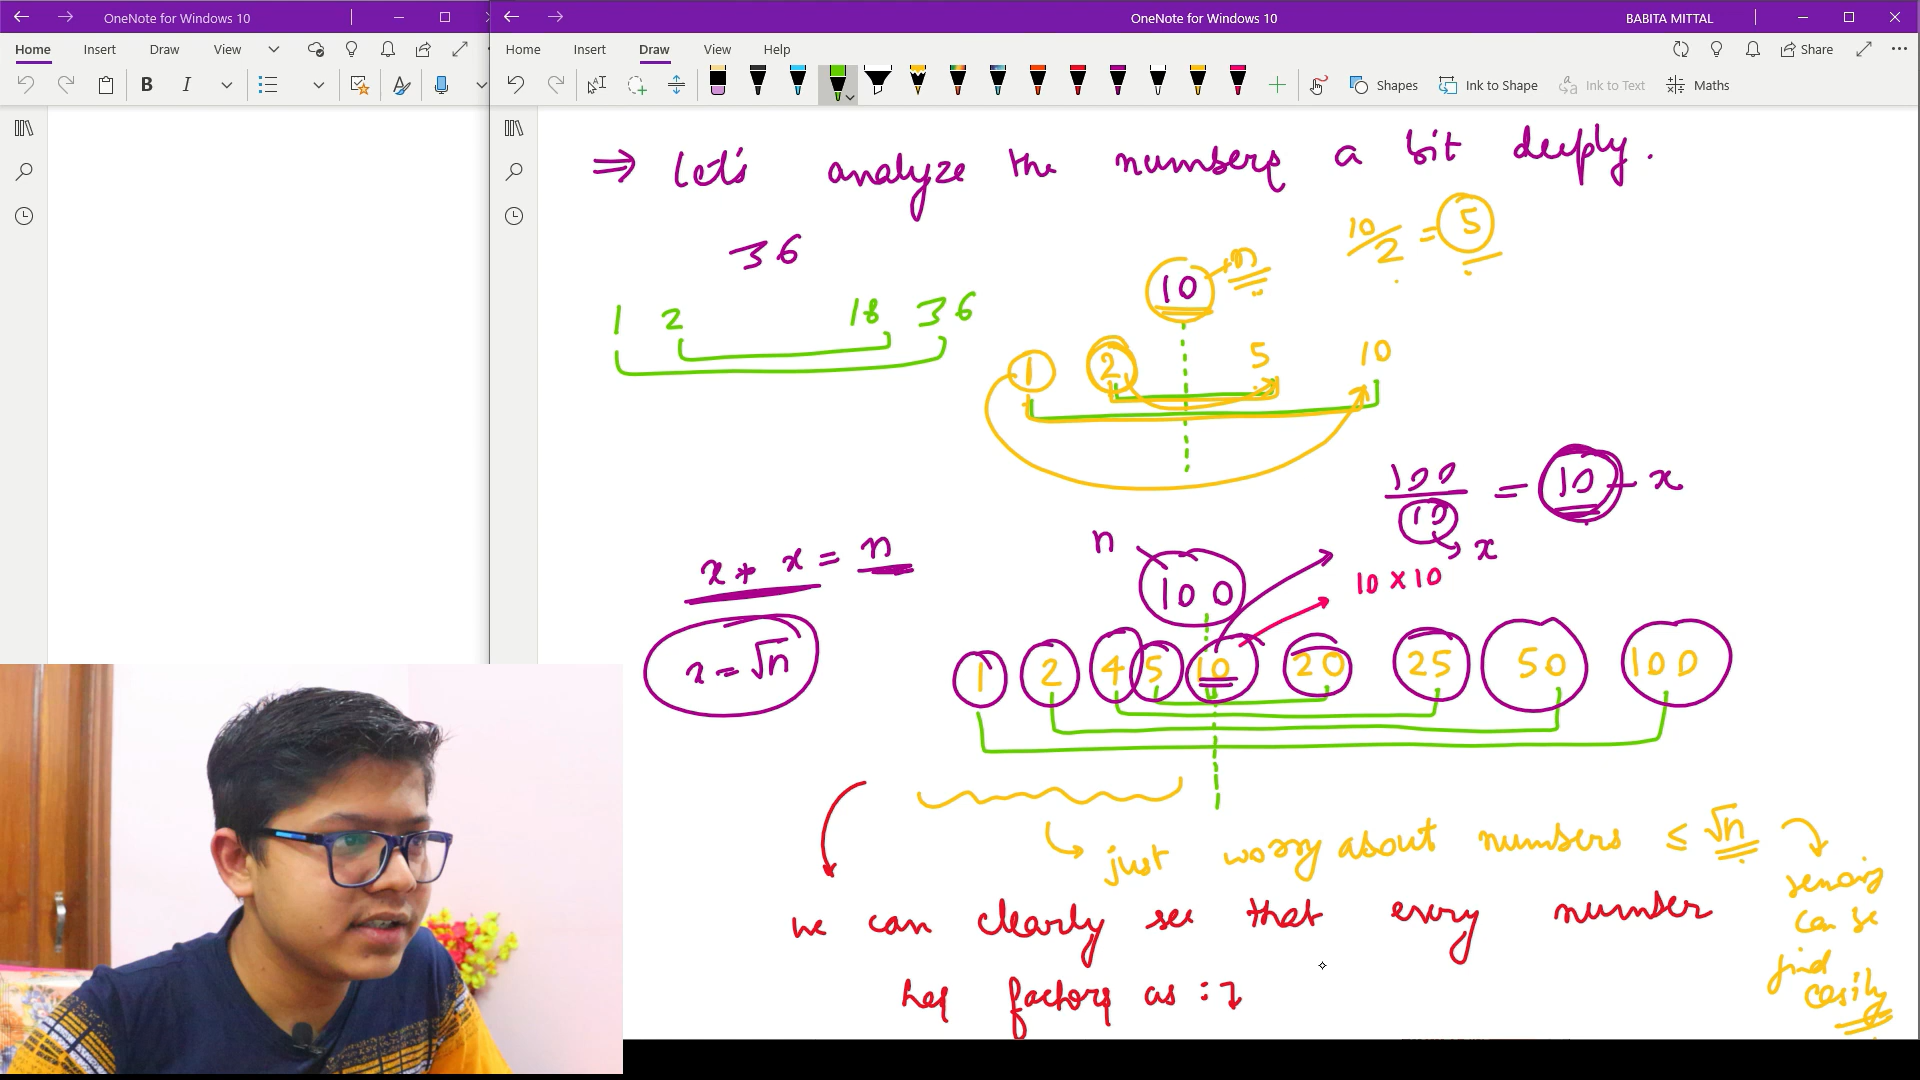 OneNote for Windows 10
OneNote for Windows 10
BABITA MITTAL
Home Insert Draw View
Home Insert Draw View Help
Share
B I
Shapes
Ink to Shape
Ink to Text
Maths
⇒ let's analyze the numbers a bit deeply.
36
10/2 = 5
10 → n
1 2 18 36
1 2 5 10
100/10 = 10 → x
x
x * x = n
n
100
10 x 10
x = √n
1 2 4 5 10 20 25 50 100
just worry about numbers ≤ √n
can be
find
easily
we can clearly see that every number
has factors as :